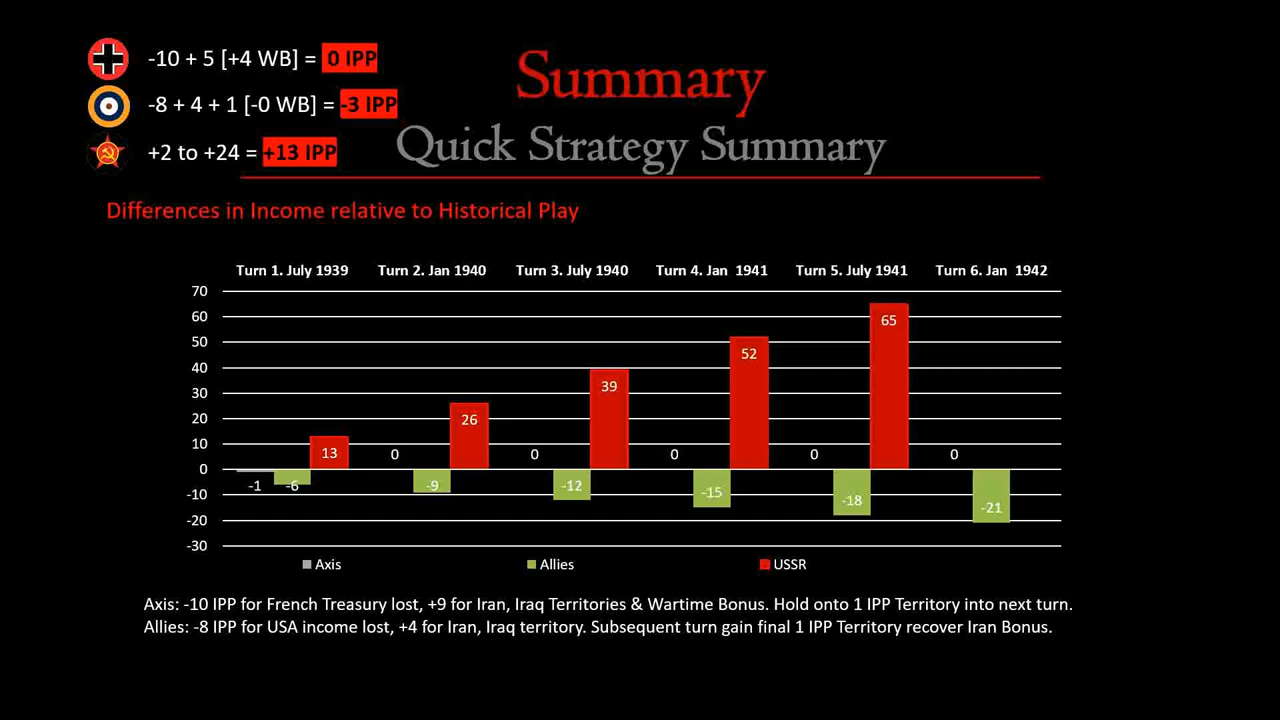 -10 + 5 [+4 WB] = 0 IPP
-8 + 4 + 1 [-0 WB] = -3 IPP
+2 to +24 = +13 IPP
Summary
Quick Strategy Summary
Differences in Income relative to Historical Play
Turn 1. July 1939 Turn 2. Jan 1940 Turn 3. July 1940 Turn 4. Jan 1941 Turn 5. July 1941 Turn 6. Jan 1942
70
60
50
40
30
20
10
0
-10
-20
-30
-1 -6 13
0 -9 26
0 -12 39
0 -15 52
0 -18 65
0 -21
Axis Allies USSR
Axis: -10 IPP for French Treasury lost, +9 for Iran, Iraq Territories & Wartime Bonus. Hold onto 1 IPP Territory into next turn.
Allies: -8 IPP for USA income lost, +4 for Iran, Iraq territory. Subsequent turn gain final 1 IPP Territory recover Iran Bonus.